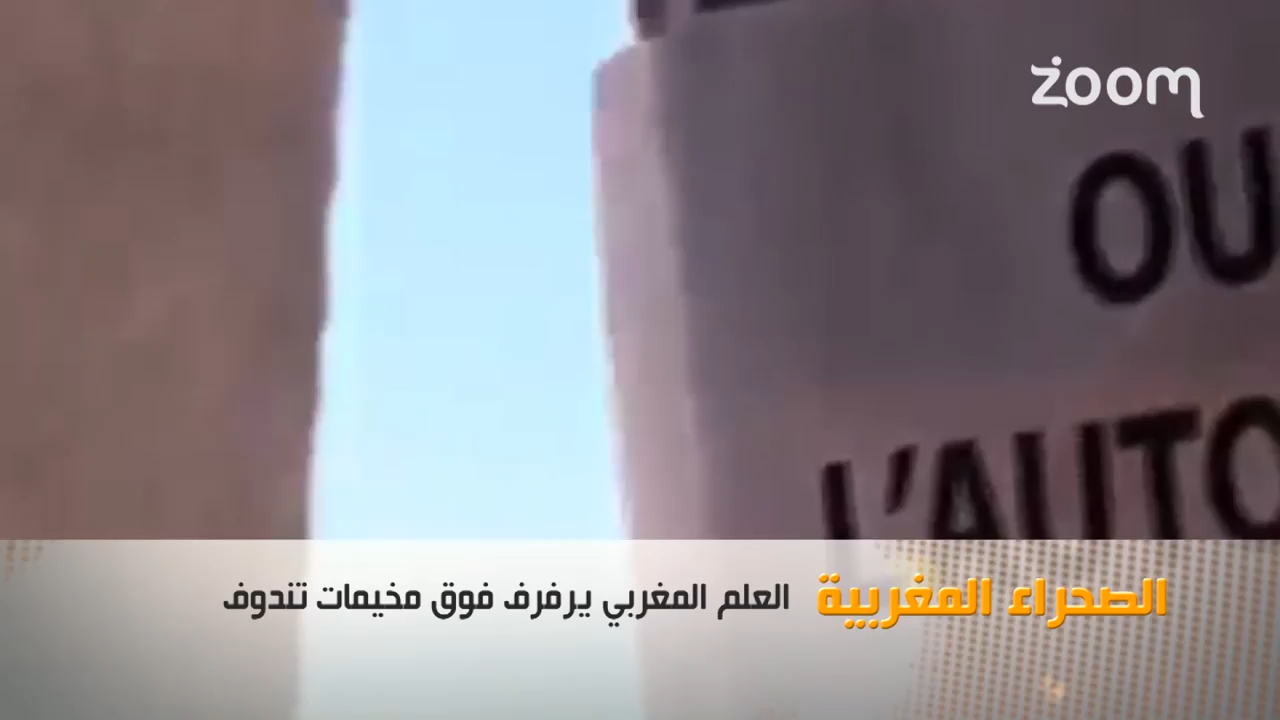 zoom
OU
L'AUTO
الصحراء المغربية
العلم المغربي يرفرف فوق مخيمات تندوف